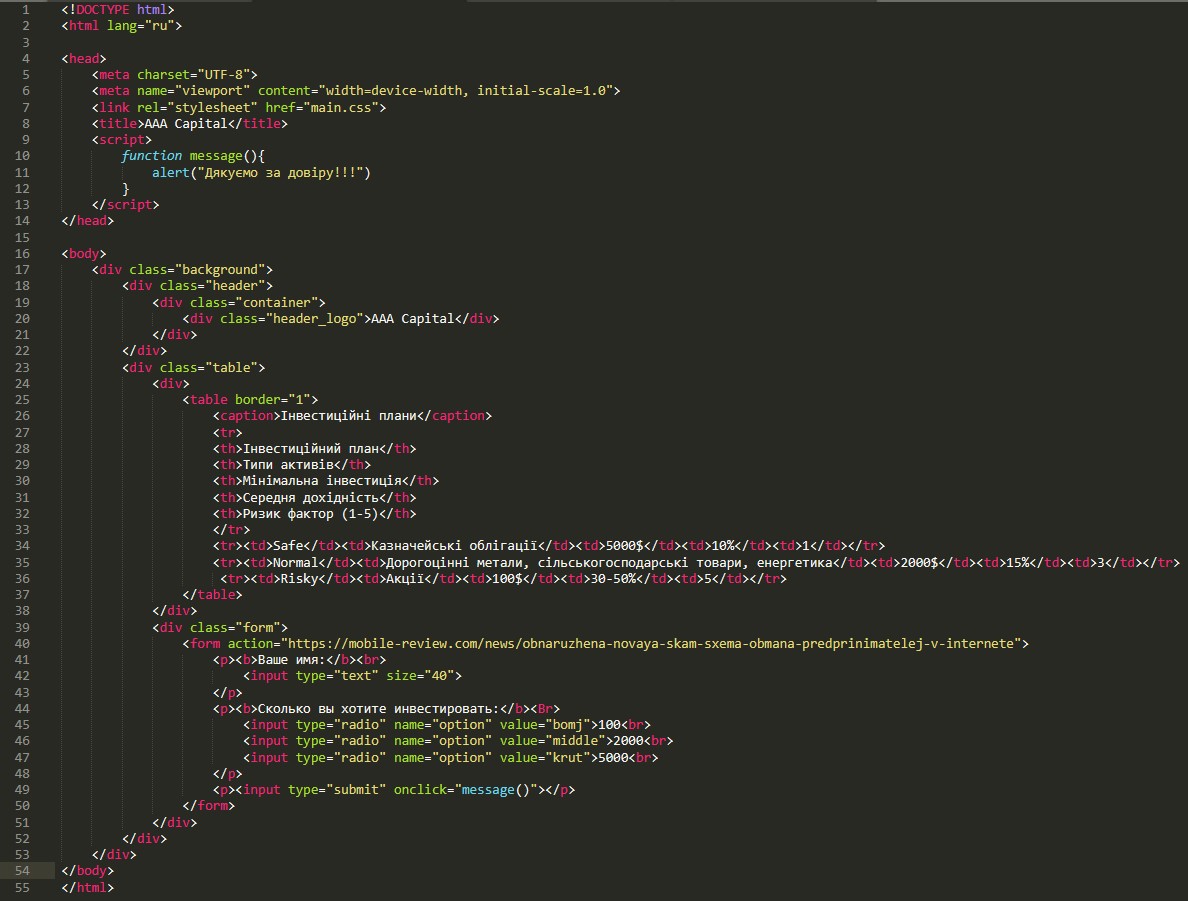 1 <!DOCTYPE html>
2 <html lang="ru">
3
4 <head>
5     <meta charset="UTF-8">
6     <meta name="viewport" content="width=device-width, initial-scale=1.0">
7     <link rel="stylesheet" href="main.css">
8     <title>AAA Capital</title>
9     <script>
10         function message(){
11             alert("Дякуємо за довіру!!!")
12         }
13     </script>
14 </head>
15
16 <body>
17     <div class="background">
18         <div class="header">
19             <div class="container">
20                 <div class="header_logo">AAA Capital</div>
21             </div>
22         </div>
23         <div class="table">
24             <div>
25                 <table border="1">
26                     <caption>Інвестиційні плани</caption>
27                     <tr>
28                     <th>Інвестиційний план</th>
29                     <th>Типи активів</th>
30                     <th>Мінімальна інвестиція</th>
31                     <th>Середня дохідність</th>
32                     <th>Ризик фактор (1-5)</th>
33                     </tr>
34                     <tr><td>Safe</td><td>Казначейські облігації</td><td>5000$</td><td>10%</td><td>1</td></tr>
35                     <tr><td>Normal</td><td>Дорогоцінні метали, сільськогосподарські товари, енергетика</td><td>2000$</td><td>15%</td><td>3</td></tr>
36                      <tr><td>Risky</td><td>Акції</td><td>100$</td><td>30-50%</td><td>5</td></tr>
37                 </table>
38             </div>
39             <div class="form">
40                 <form action="https://mobile-review.com/news/obnaruzhena-novaya-skam-sxema-obmana-predprinimatelej-v-internete">
41                     <p><b>Ваше имя:</b><br>
42                         <input type="text" size="40">
43                     </p>
44                     <p><b>Сколько вы хотите инвестировать:</b><Br>
45                         <input type="radio" name="option" value="bomj">100<br>
46                         <input type="radio" name="option" value="middle">2000<br>
47                         <input type="radio" name="option" value="krut">5000<br>
48                     </p>
49                     <p><input type="submit" onclick="message()"></p>
50                 </form>
51             </div>
52         </div>
53     </div>
54 </body>
55 </html>